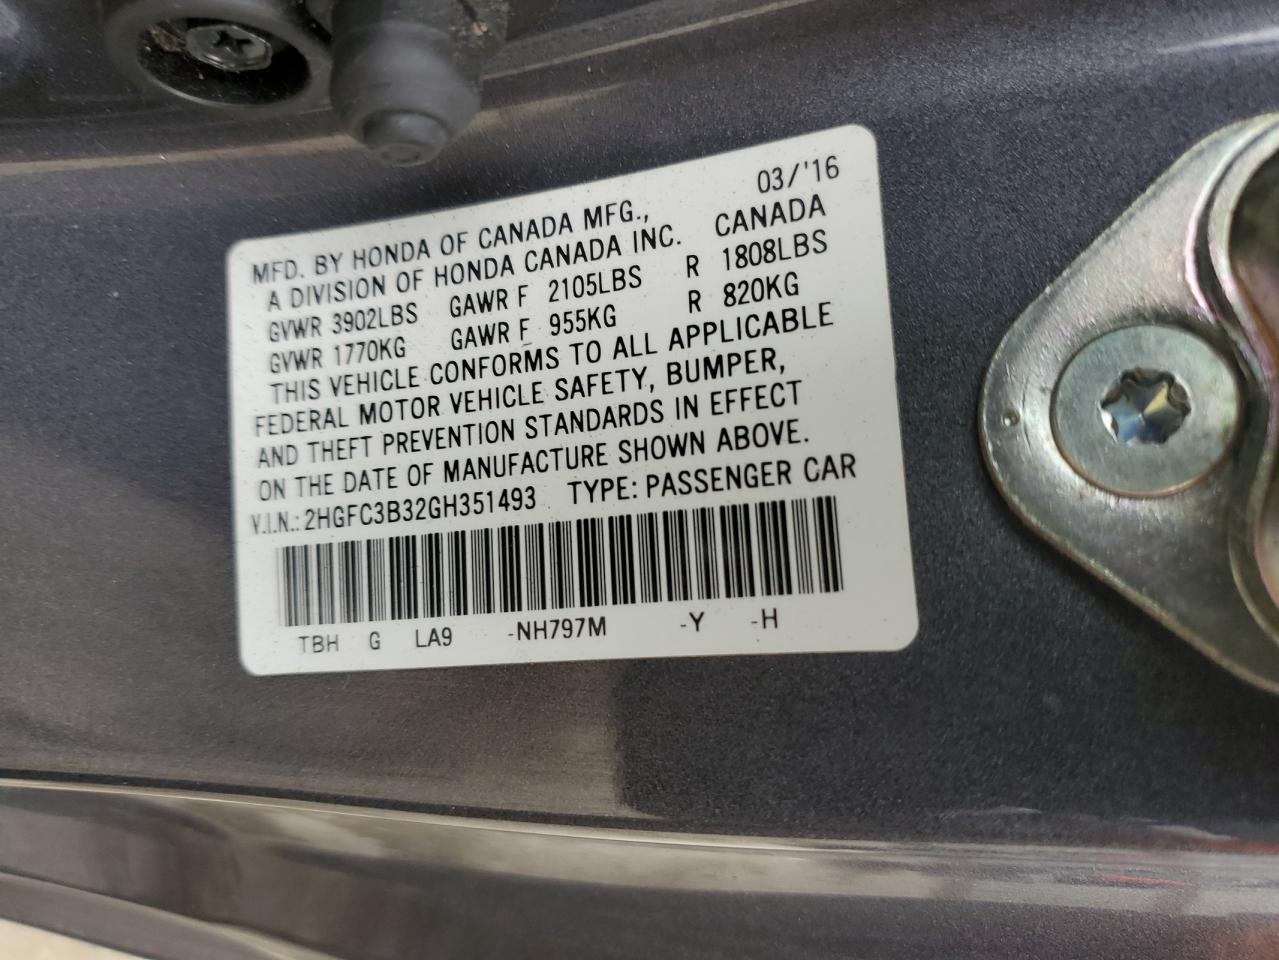 03/'16
MFD. BY HONDA OF CANADA MFG.,
A DIVISION OF HONDA CANADA INC. CANADA
GVWR 3902LBS GAWR F 2105LBS R 1808LBS
GVWR 1770KG GAWR F 955KG R 820KG
THIS VEHICLE CONFORMS TO ALL APPLICABLE
FEDERAL MOTOR VEHICLE SAFETY, BUMPER,
AND THEFT PREVENTION STANDARDS IN EFFECT
ON THE DATE OF MANUFACTURE SHOWN ABOVE.
V.I.N.: 2HGFC3B32GH351493 TYPE: PASSENGER CAR
TBH G LA9 -NH797M -Y -H